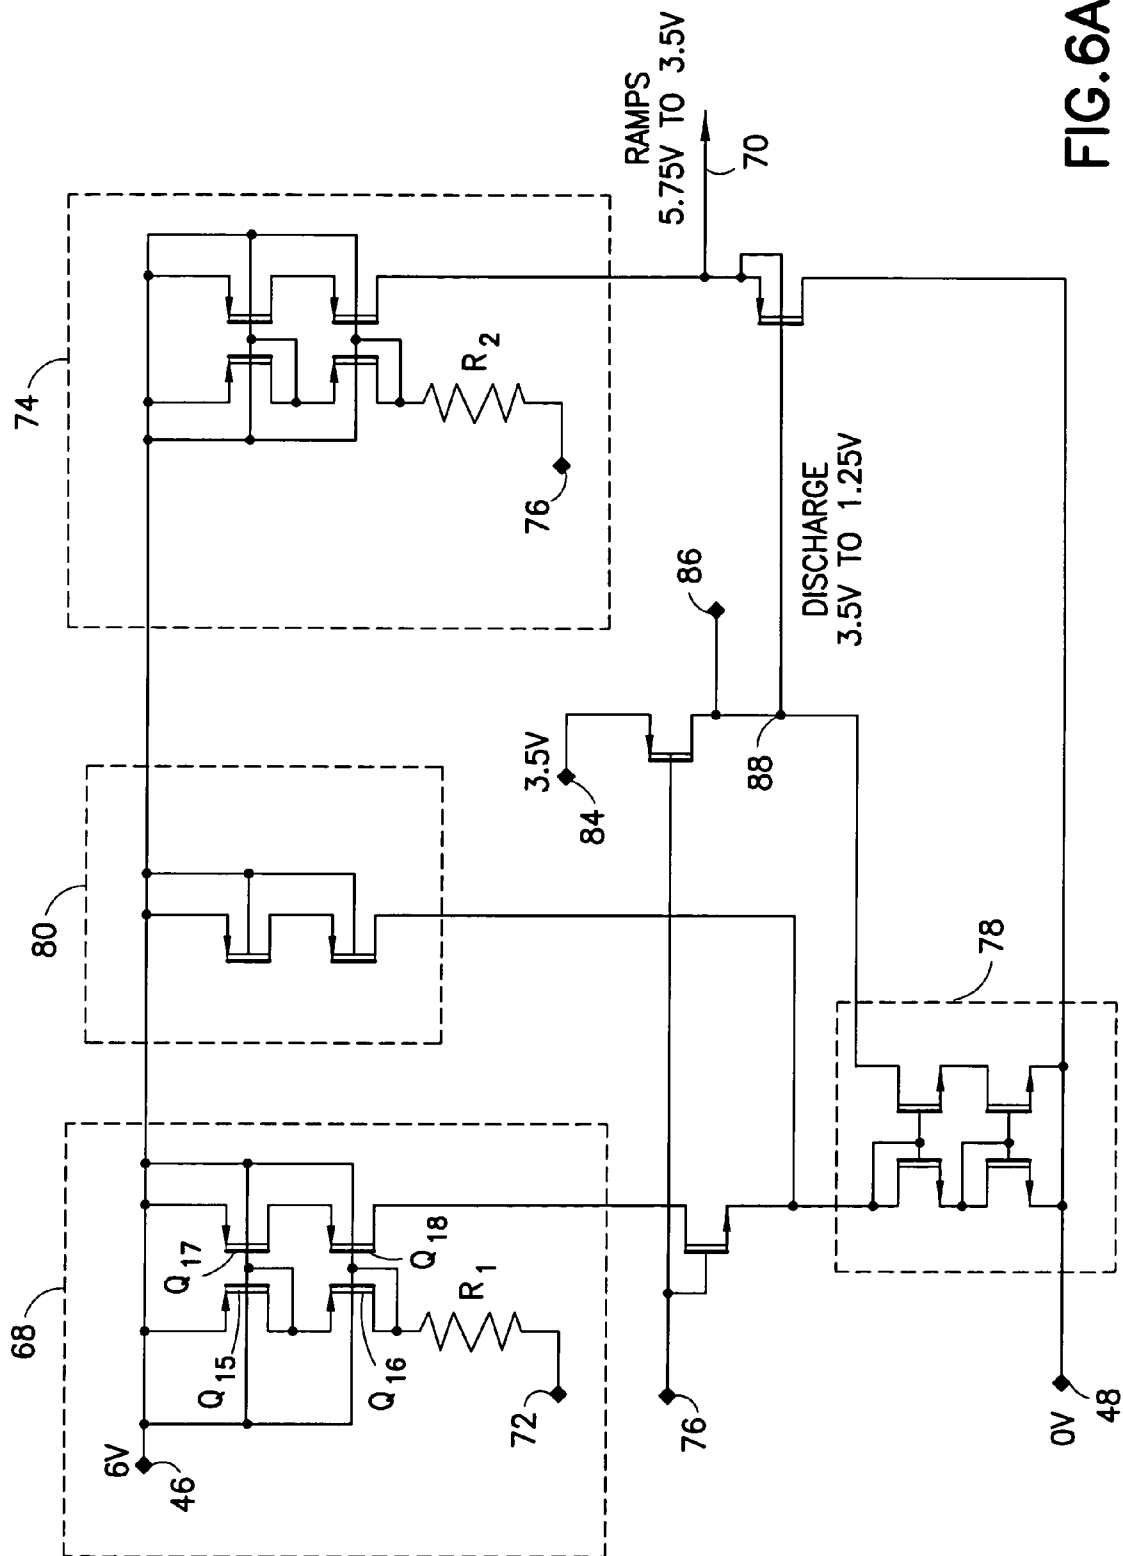 FIG.6A
RAMPS
5.75V TO 3.5V
70
74
R2
76
86
DISCHARGE
3.5V TO 1.25V
3.5V
84
88
80
78
68
Q17
Q18
Q15
Q16
R1
72
76
6V
46
0V
48